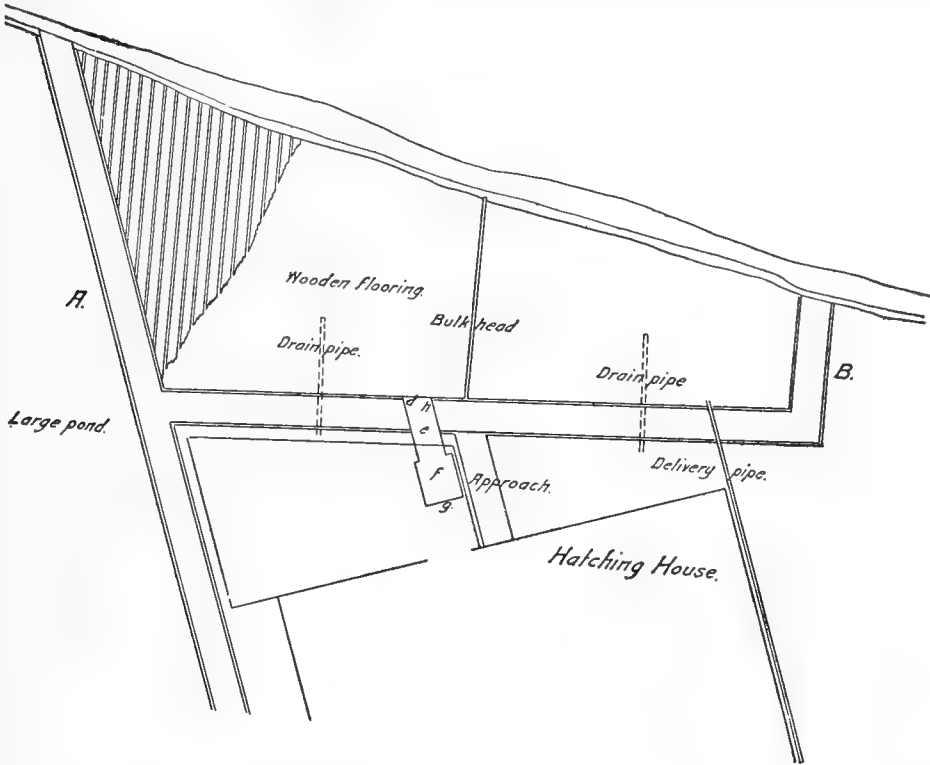 Wooden flooring.
A.
Bulk head
Drain pipe.
Drain pipe
B.
d h
Large pond.
e
f
Approach.
Delivery pipe.
g.
Hatching House.